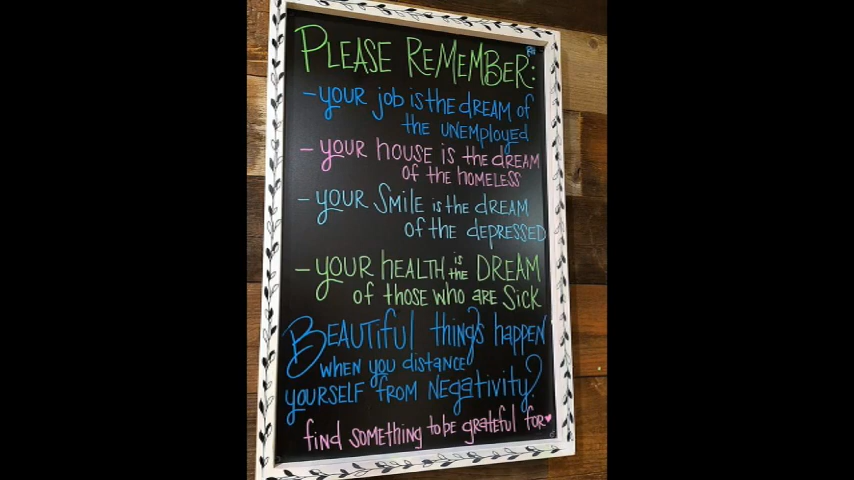 PLEASE REMEMBER:
- YOUR job is the DREAM of
the UNEMPLOYED
- YOUR HOUSE is the DREAM
of the HOMELESS
- YOUR SMILE is the DREAM
of the depressed
- YOUR HEALTH is the DREAM
of those who ARE Sick
BEAUTIFUL things happen
when you distance
YOURSELF FROM NEgativity?
find something to be grateful for♥